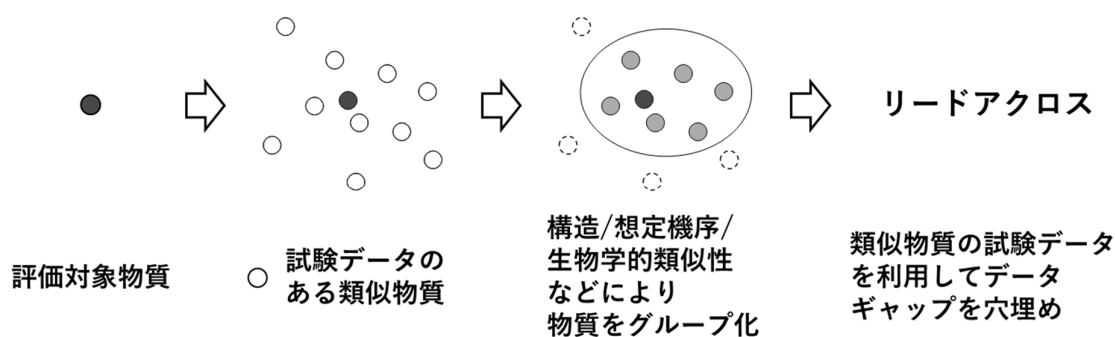 リードアクロス
評価対象物質
試験データの
ある類似物質
構造/想定機序/
生物学的類似性
などにより
物質をグループ化
類似物質の試験データ
を利用してデータ
ギャップを穴埋め